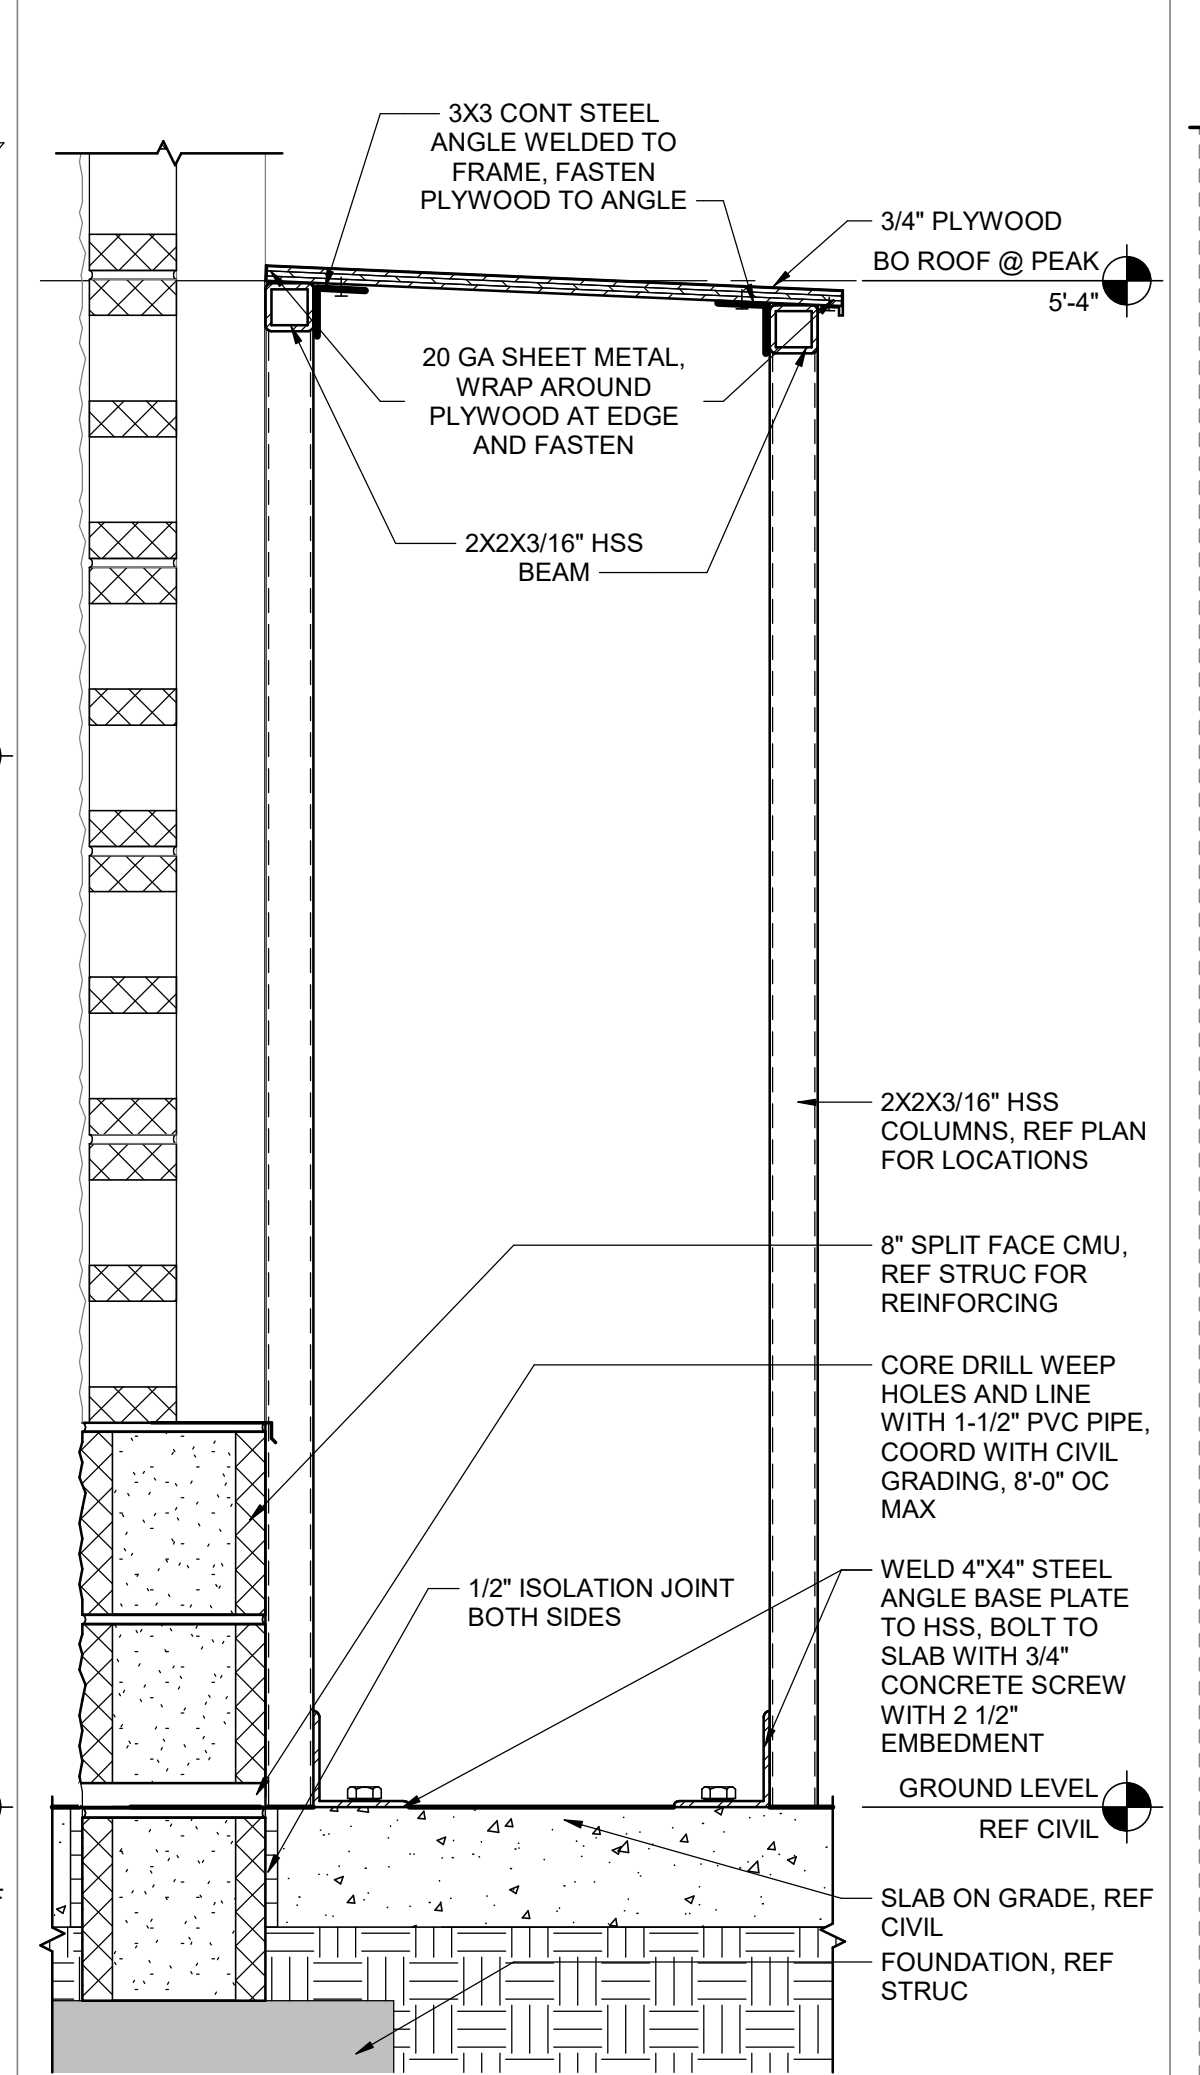 3X3 CONT STEEL
ANGLE WELDED TO
FRAME, FASTEN
PLYWOOD TO ANGLE
3/4" PLYWOOD
BO ROOF @ PEAK
5'-4"
20 GA SHEET METAL,
WRAP AROUND
PLYWOOD AT EDGE
AND FASTEN
2X2X3/16" HSS
BEAM
2X2X3/16" HSS
COLUMNS, REF PLAN
FOR LOCATIONS
8" SPLIT FACE CMU,
REF STRUC FOR
REINFORCING
CORE DRILL WEEP
HOLES AND LINE
WITH 1-1/2" PVC PIPE,
COORD WITH CIVIL
GRADING, 8'-0" OC
MAX
1/2" ISOLATION JOINT
BOTH SIDES
WELD 4"X4" STEEL
ANGLE BASE PLATE
TO HSS, BOLT TO
SLAB WITH 3/4"
CONCRETE SCREW
WITH 2 1/2"
EMBEDMENT
GROUND LEVEL
REF CIVIL
SLAB ON GRADE, REF
CIVIL
FOUNDATION, REF
STRUC